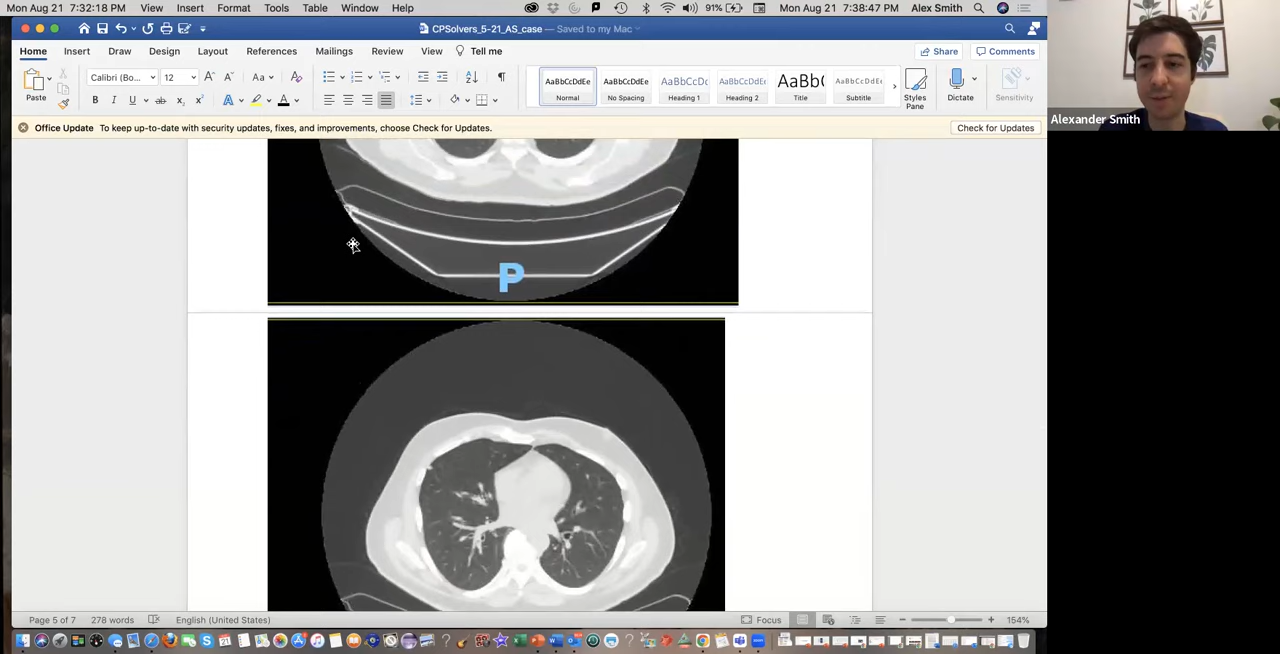 Mon Aug 21 7:32:18 PM View Insert Format Tools Table Window Help 91% Mon Aug 21 7:38:47 PM Alex Smith
CPSolvers_5-21_AS_case — Saved to my Mac
Home Insert Draw Design Layout References Mailings Review View Tell me Share Comments
Paste Calibri (Bo... 12 Aa
B I U ab x₂ x² A A
AaBbCcDdEe AaBbCcDdEe AaBbCcDc AaBbCcDdEe AaBb( AaBbCcDdEe
Normal No Spacing Heading 1 Heading 2 Title Subtitle
Styles Pane Dictate Sensitivity
Office Update To keep up-to-date with security updates, fixes, and improvements, choose Check for Updates. Check for Updates
Alexander Smith
P
Page 5 of 7 278 words English (United States) Focus 154%